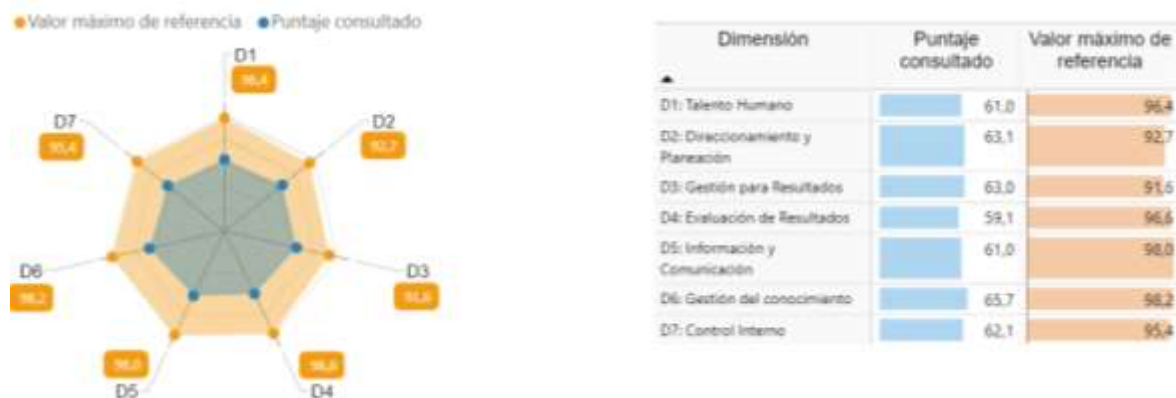 Valor máximo de referencia Puntaje consultado
D1
96,4
D7
95,4
D2
92,7
D6
98,2
D3
91,6
98,0
D5
D4
Dimensión Puntaje consultado Valor máximo de referencia
D1: Talento Humano 61,0 96,4
D2: Direccionamiento y 63,1 92,7
Planeación
D3: Gestión para Resultados 63,0 91,6
D4: Evaluación de Resultados 59,1 96,6
D5: Información y 61,0 98,0
Comunicación
D6: Gestión del conocimiento 65,7 98,2
D7: Control Interno 62,1 95,4